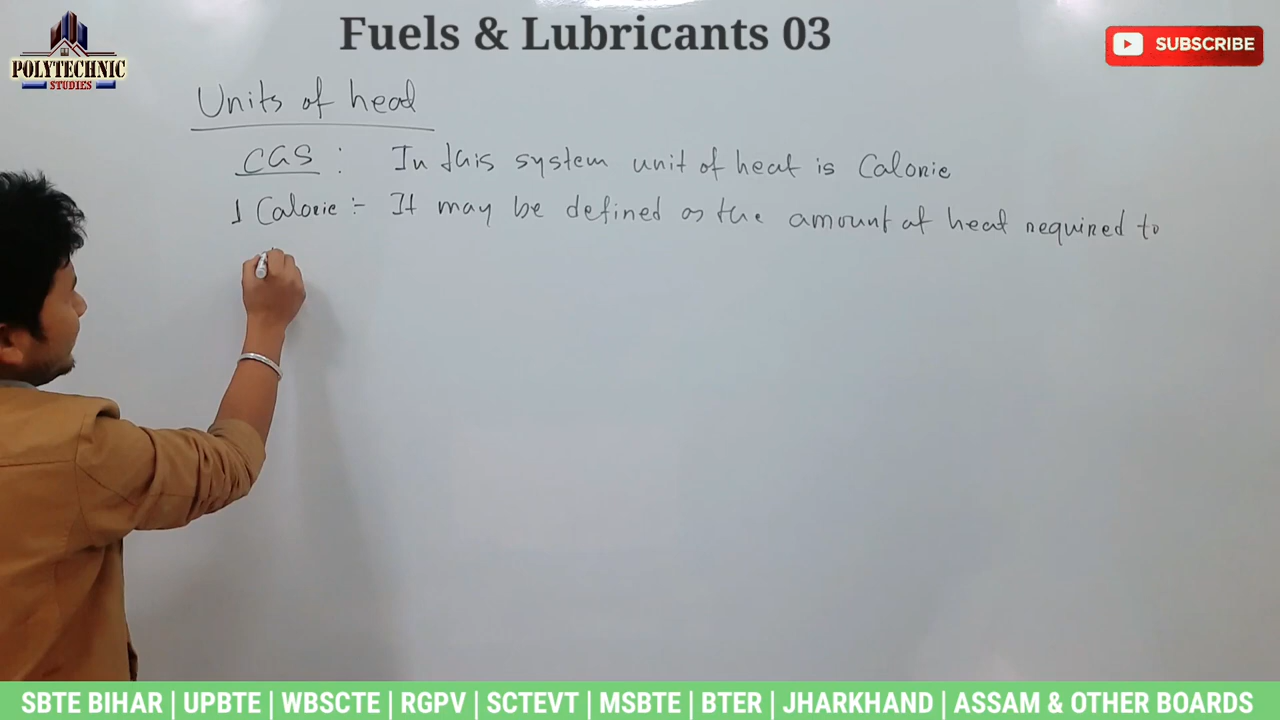 Fuels & Lubricants 03
POLYTECHNIC
STUDIES
SUBSCRIBE
Units of heat
CGS : In this system unit of heat is Calorie
1 Calorie :- It may be defined as the amount of heat required to
SBTE BIHAR | UPBTE | WBSCTE | RGPV | SCTEVT | MSBTE | BTER | JHARKHAND | ASSAM & OTHER BOARDS